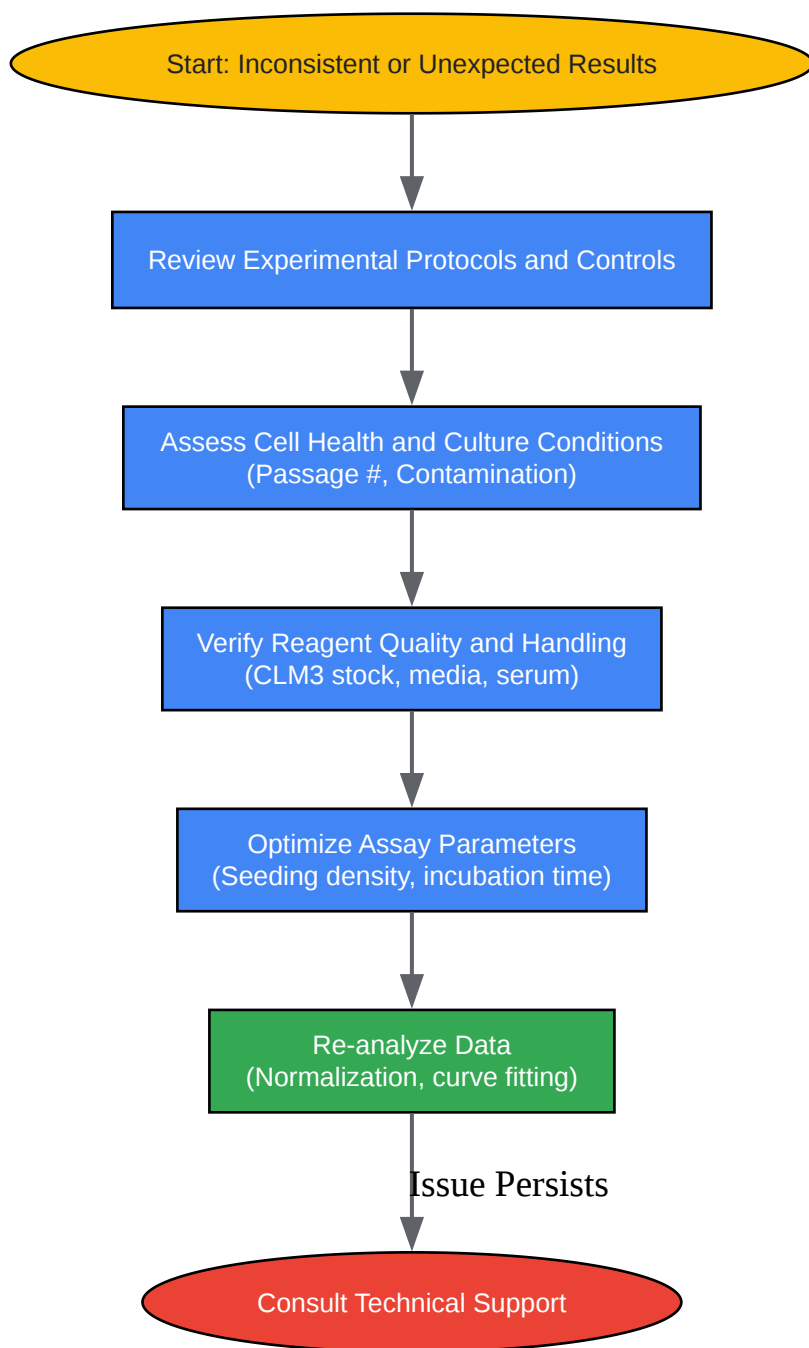 Start: Inconsistent or Unexpected Results
Review Experimental Protocols and Controls
Assess Cell Health and Culture Conditions
(Passage #, Contamination)
Verify Reagent Quality and Handling
(CLM3 stock, media, serum)
Optimize Assay Parameters
(Seeding density, incubation time)
Re-analyze Data
(Normalization, curve fitting)
Issue Persists
Consult Technical Support